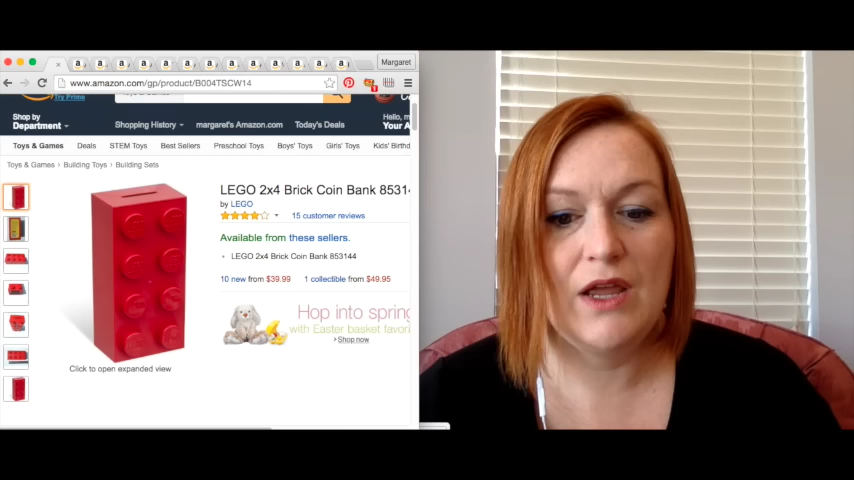 Margaret
www.amazon.com/gp/product/B004TSCW14
Try Prime
Shop by
Department
Shopping History
margaret's Amazon.com
Today's Deals
Hello, m
Your A
Toys & Games
Deals
STEM Toys
Best Sellers
Preschool Toys
Boys' Toys
Girls' Toys
Kids' Birthd
Toys & Games › Building Toys › Building Sets
LEGO 2x4 Brick Coin Bank 85314
by LEGO
15 customer reviews
Available from these sellers.
LEGO 2x4 Brick Coin Bank 853144
10 new from $39.99
1 collectible from $49.95
Hop into spring
with Easter basket favori
› Shop now
Click to open expanded view